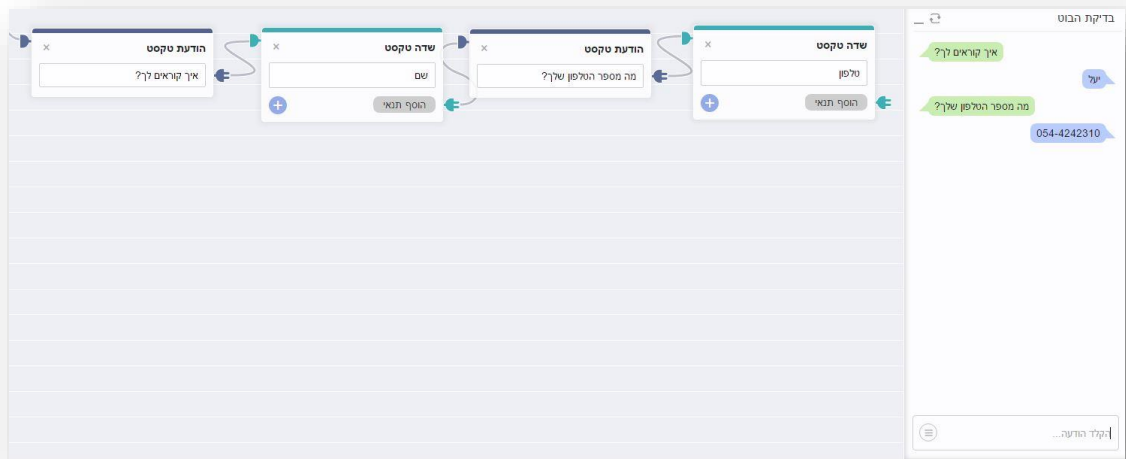 הודעת טקסט
איך קוראים לך?
שדה טקסט
שם
הוסף תנאי
הודעת טקסט
מה מספר הטלפון שלך?
שדה טקסט
טלפון
הוסף תנאי
בדיקת הבוט
איך קוראים לך?
יעל
מה מספר הטלפון שלך?
054-4242310
הקלד הודעה...